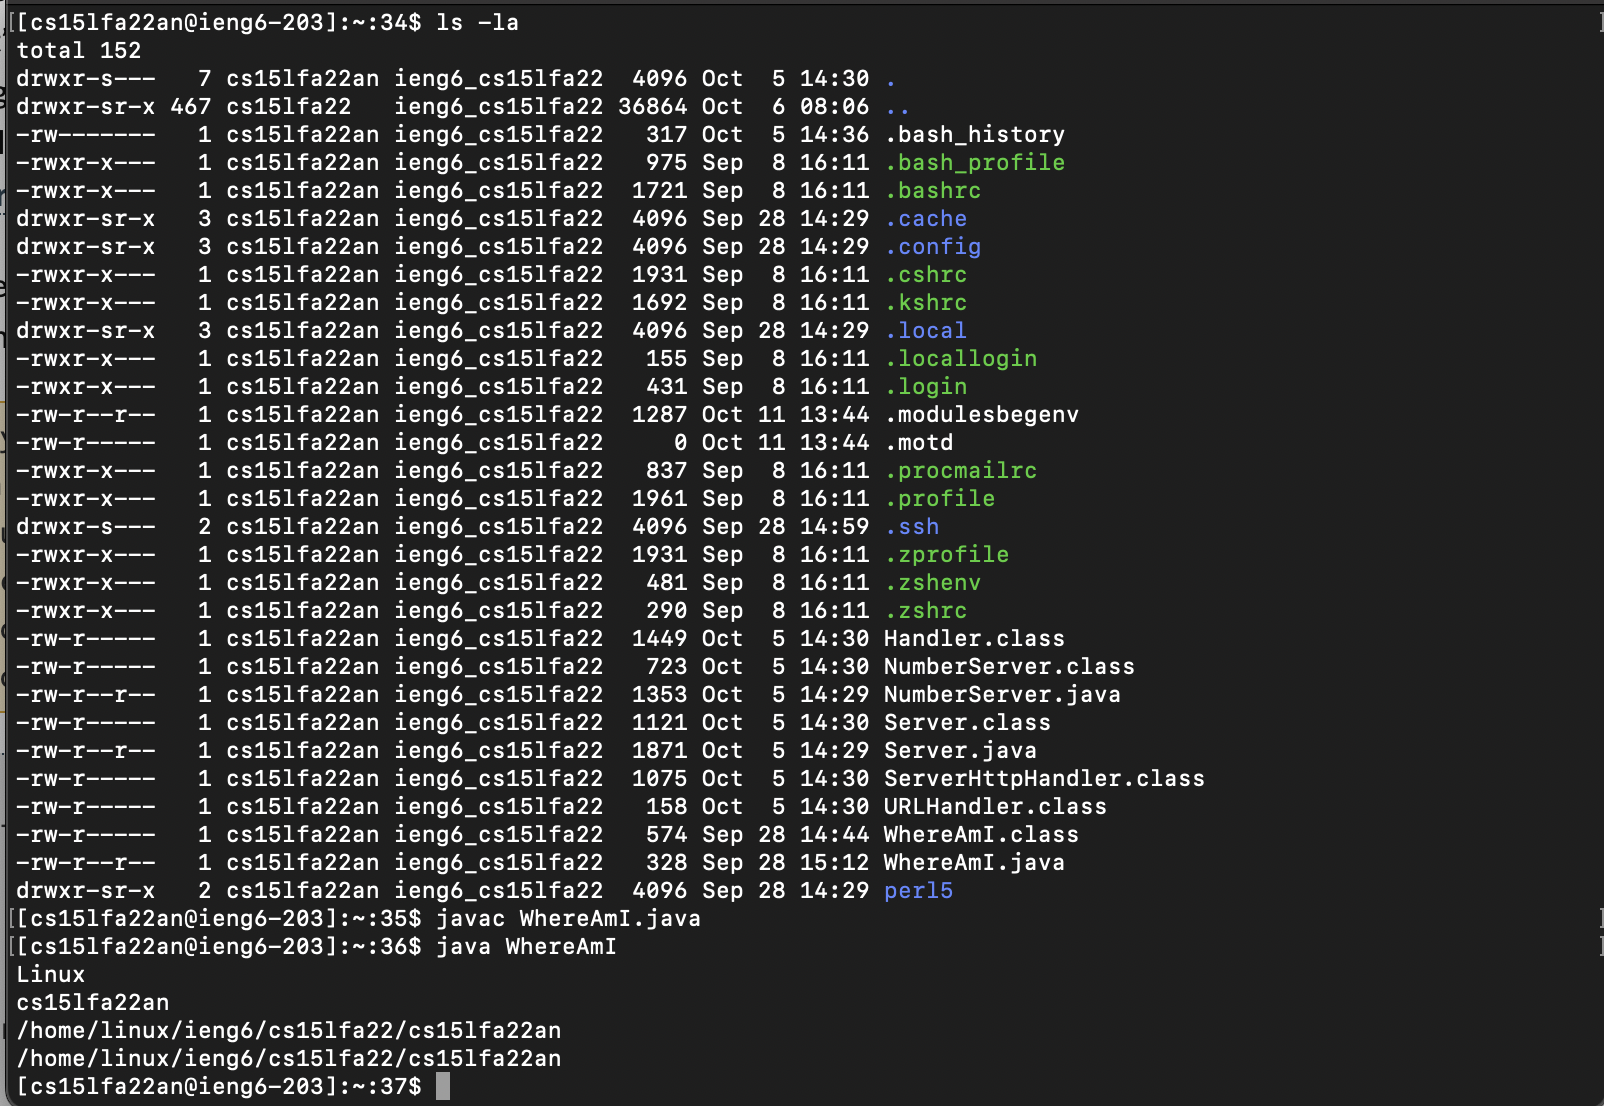 [[cs15lfa22an@ieng6-203]:~:34$ ls -la ]
total 152
drwxr-s---   7 cs15lfa22an ieng6_cs15lfa22  4096 Oct  5 14:30 .
drwxr-sr-x 467 cs15lfa22   ieng6_cs15lfa22 36864 Oct  6 08:06 ..
-rw-------   1 cs15lfa22an ieng6_cs15lfa22   317 Oct  5 14:36 .bash_history
-rwxr-x---   1 cs15lfa22an ieng6_cs15lfa22   975 Sep  8 16:11 .bash_profile
-rwxr-x---   1 cs15lfa22an ieng6_cs15lfa22  1721 Sep  8 16:11 .bashrc
drwxr-sr-x   3 cs15lfa22an ieng6_cs15lfa22  4096 Sep 28 14:29 .cache
drwxr-sr-x   3 cs15lfa22an ieng6_cs15lfa22  4096 Sep 28 14:29 .config
-rwxr-x---   1 cs15lfa22an ieng6_cs15lfa22  1931 Sep  8 16:11 .cshrc
-rwxr-x---   1 cs15lfa22an ieng6_cs15lfa22  1692 Sep  8 16:11 .kshrc
drwxr-sr-x   3 cs15lfa22an ieng6_cs15lfa22  4096 Sep 28 14:29 .local
-rwxr-x---   1 cs15lfa22an ieng6_cs15lfa22   155 Sep  8 16:11 .locallogin
-rwxr-x---   1 cs15lfa22an ieng6_cs15lfa22   431 Sep  8 16:11 .login
-rw-r--r--   1 cs15lfa22an ieng6_cs15lfa22  1287 Oct 11 13:44 .modulesbegenv
-rw-r-----   1 cs15lfa22an ieng6_cs15lfa22     0 Oct 11 13:44 .motd
-rwxr-x---   1 cs15lfa22an ieng6_cs15lfa22   837 Sep  8 16:11 .procmailrc
-rwxr-x---   1 cs15lfa22an ieng6_cs15lfa22  1961 Sep  8 16:11 .profile
drwxr-s---   2 cs15lfa22an ieng6_cs15lfa22  4096 Sep 28 14:59 .ssh
-rwxr-x---   1 cs15lfa22an ieng6_cs15lfa22  1931 Sep  8 16:11 .zprofile
-rwxr-x---   1 cs15lfa22an ieng6_cs15lfa22   481 Sep  8 16:11 .zshenv
-rwxr-x---   1 cs15lfa22an ieng6_cs15lfa22   290 Sep  8 16:11 .zshrc
-rw-r-----   1 cs15lfa22an ieng6_cs15lfa22  1449 Oct  5 14:30 Handler.class
-rw-r-----   1 cs15lfa22an ieng6_cs15lfa22   723 Oct  5 14:30 NumberServer.class
-rw-r--r--   1 cs15lfa22an ieng6_cs15lfa22  1353 Oct  5 14:29 NumberServer.java
-rw-r-----   1 cs15lfa22an ieng6_cs15lfa22  1121 Oct  5 14:30 Server.class
-rw-r--r--   1 cs15lfa22an ieng6_cs15lfa22  1871 Oct  5 14:29 Server.java
-rw-r-----   1 cs15lfa22an ieng6_cs15lfa22  1075 Oct  5 14:30 ServerHttpHandler.class
-rw-r-----   1 cs15lfa22an ieng6_cs15lfa22   158 Oct  5 14:30 URLHandler.class
-rw-r-----   1 cs15lfa22an ieng6_cs15lfa22   574 Sep 28 14:44 WhereAmI.class
-rw-r--r--   1 cs15lfa22an ieng6_cs15lfa22   328 Sep 28 15:12 WhereAmI.java
drwxr-sr-x   2 cs15lfa22an ieng6_cs15lfa22  4096 Sep 28 14:29 perl5
[[cs15lfa22an@ieng6-203]:~:35$ javac WhereAmI.java ]
[[cs15lfa22an@ieng6-203]:~:36$ java WhereAmI ]
Linux
cs15lfa22an
/home/linux/ieng6/cs15lfa22/cs15lfa22an
/home/linux/ieng6/cs15lfa22/cs15lfa22an
[cs15lfa22an@ieng6-203]:~:37$